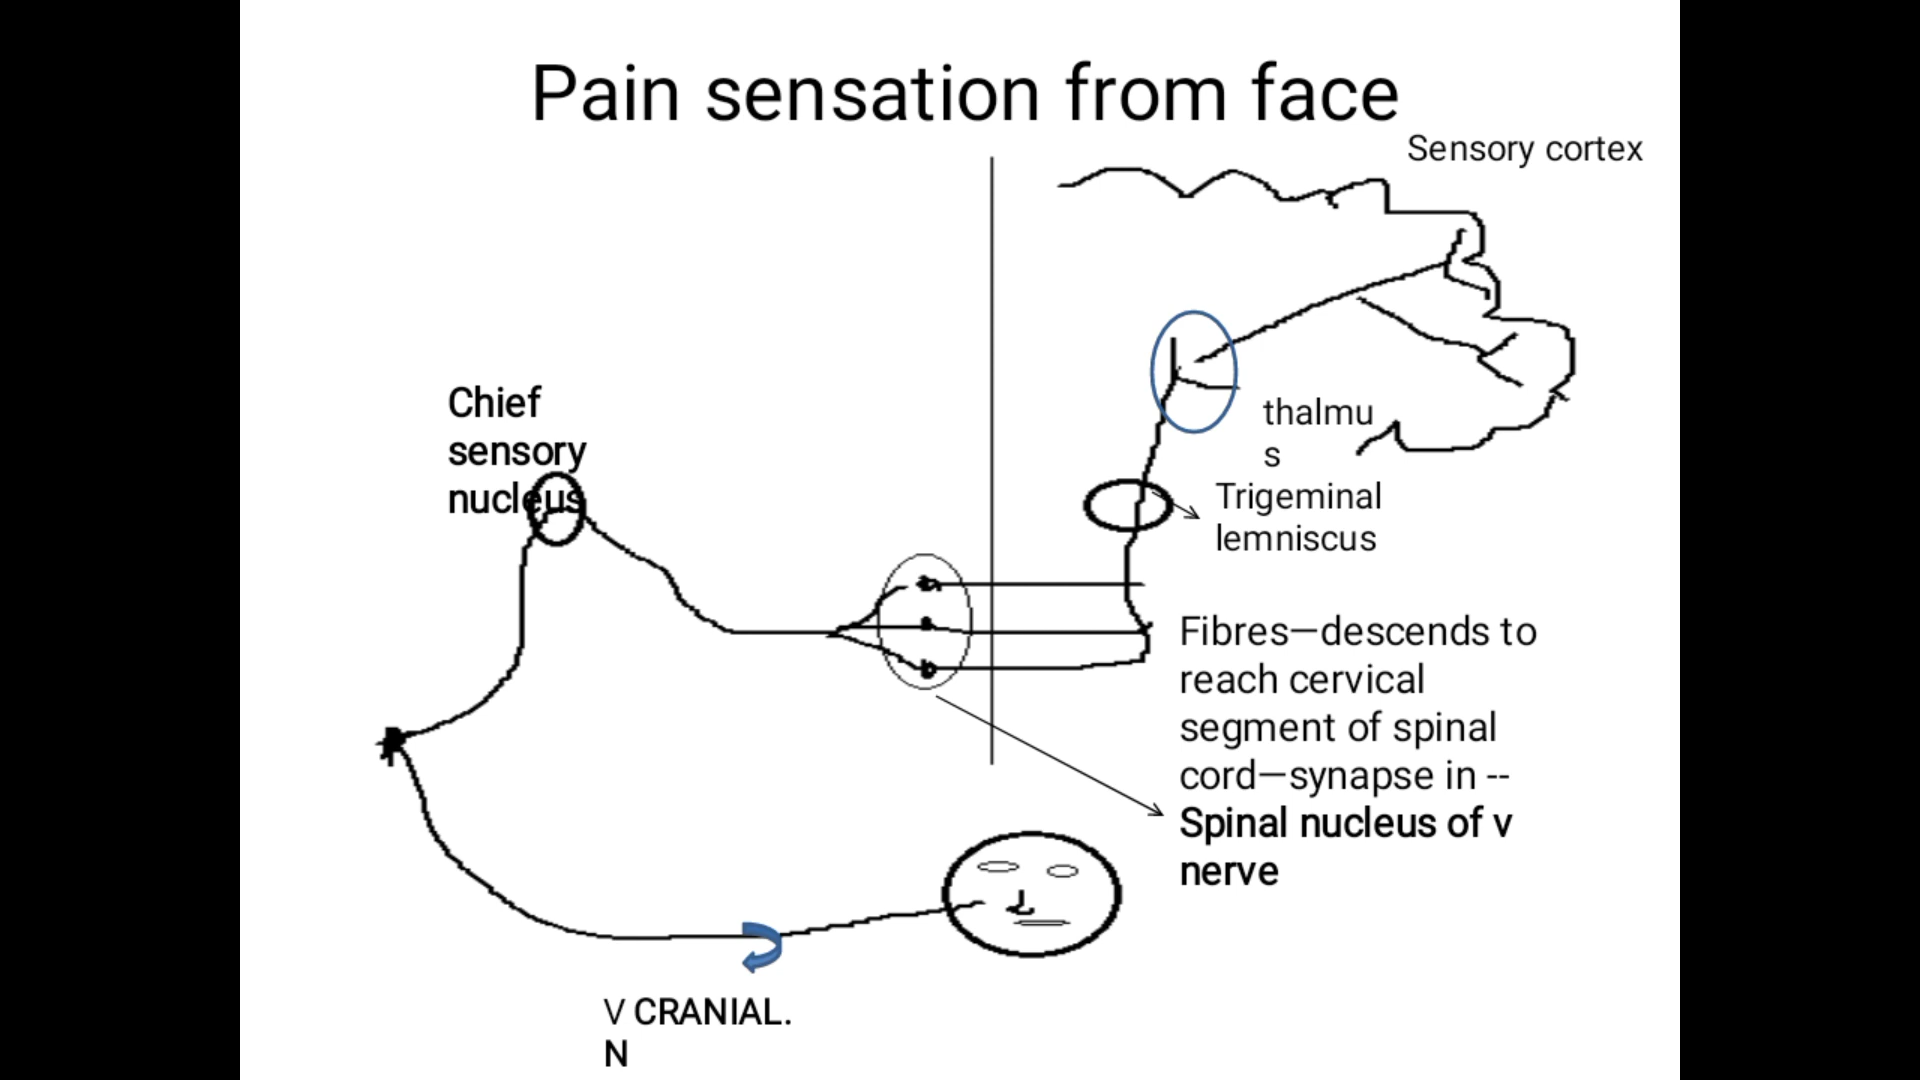 Pain sensation from face
Sensory cortex
Chief
sensory
nucleus
thalmu
s
Trigeminal
lemniscus
Fibres—descends to
reach cervical
segment of spinal
cord—synapse in --
Spinal nucleus of v
nerve
V CRANIAL.
N